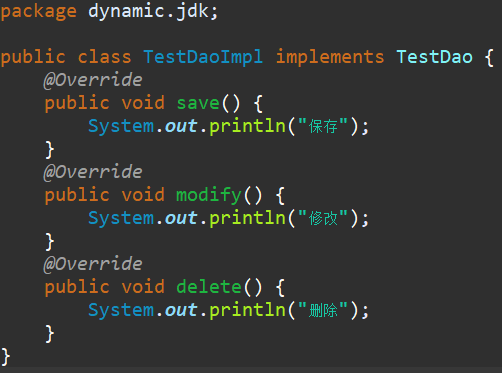 package dynamic.jdk;
public class TestDaoImpl implements TestDao {
    @Override
    public void save() {
        System.out.println("保存");
    }
    @Override
    public void modify() {
        System.out.println("修改");
    }
    @Override
    public void delete() {
        System.out.println("删除");
    }
}